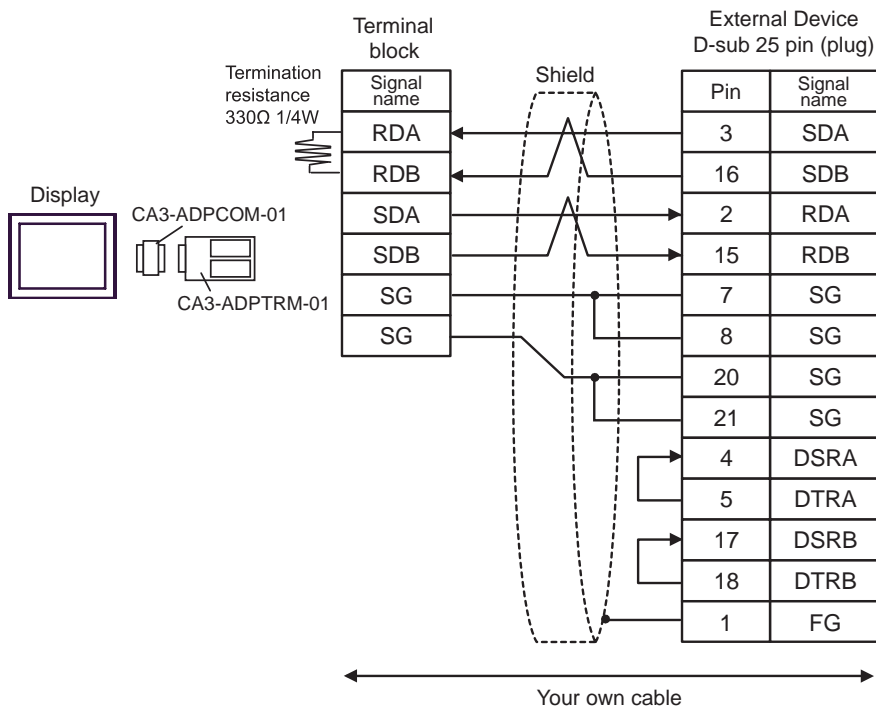 External Device
D-sub 25 pin (plug)
Terminal
block
Termination
resistance
330Ω 1/4W
Shield
Signal
name
Pin
Signal
name
RDA
3
SDA
RDB
16
SDB
Display
CA3-ADPCOM-01
CA3-ADPTRM-01
SDA
2
RDA
SDB
15
RDB
SG
7
SG
SG
8
SG
20
SG
21
SG
4
DSRA
5
DTRA
17
DSRB
18
DTRB
1
FG
Your own cable